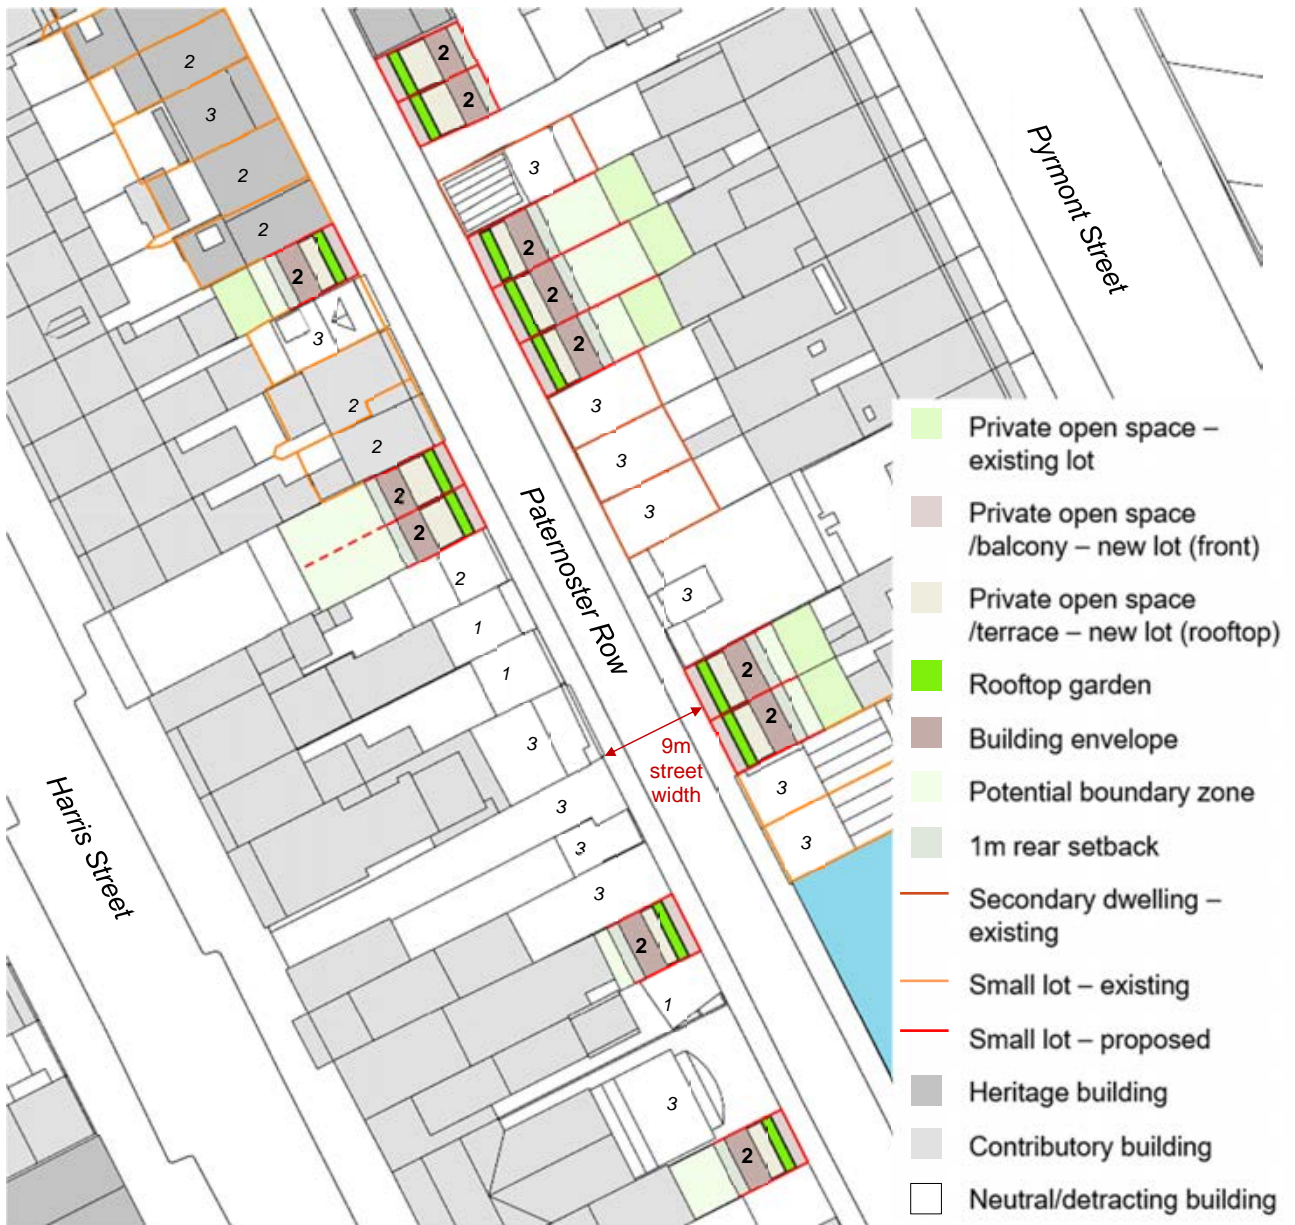 2
2
2
3
2
2
3
2
2
2
2
3
2
3
2
2
2
3
3
3
3
2
1
1
3
3
3
3
2
2
3
3
2
1
3
2
Pyrmont Street
Paternoster Row
Harris Street
9m
street
width
Private open space –
existing lot
Private open space
/balcony – new lot (front)
Private open space
/terrace – new lot (rooftop)
Rooftop garden
Building envelope
Potential boundary zone
1m rear setback
Secondary dwelling –
existing
Small lot – existing
Small lot – proposed
Heritage building
Contributory building
Neutral/detracting building